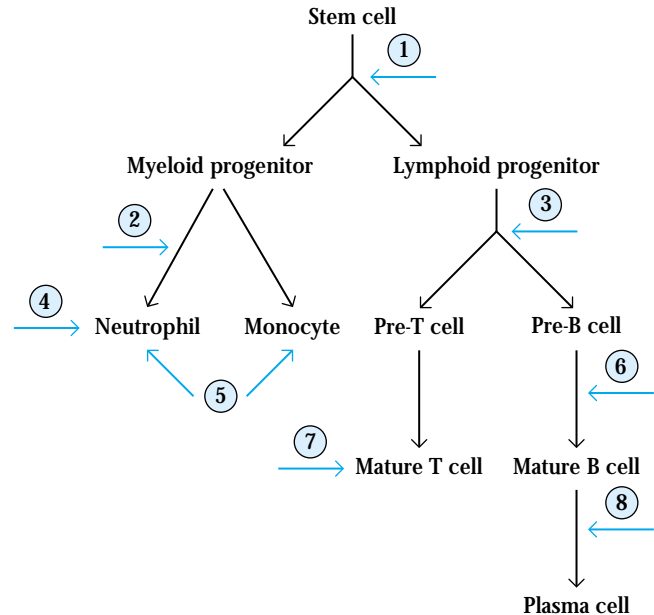 Stem cell
1
Myeloid progenitor
Lymphoid progenitor
2
3
4
Neutrophil
Monocyte
Pre-T cell
Pre-B cell
5
6
7
Mature T cell
Mature B cell
8
Plasma cell